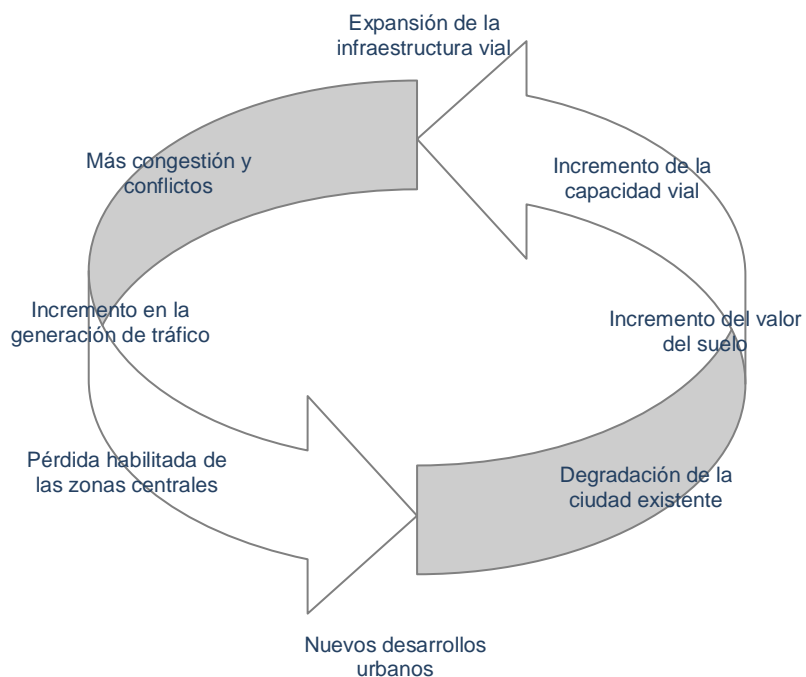 Expansión de la
infraestructura vial
Más congestión y
conflictos
Incremento de la
capacidad vial
Incremento en la
generación de tráfico
Incremento del valor
del suelo
Pérdida habilitada de
las zonas centrales
Degradación de la
ciudad existente
Nuevos desarrollos
urbanos